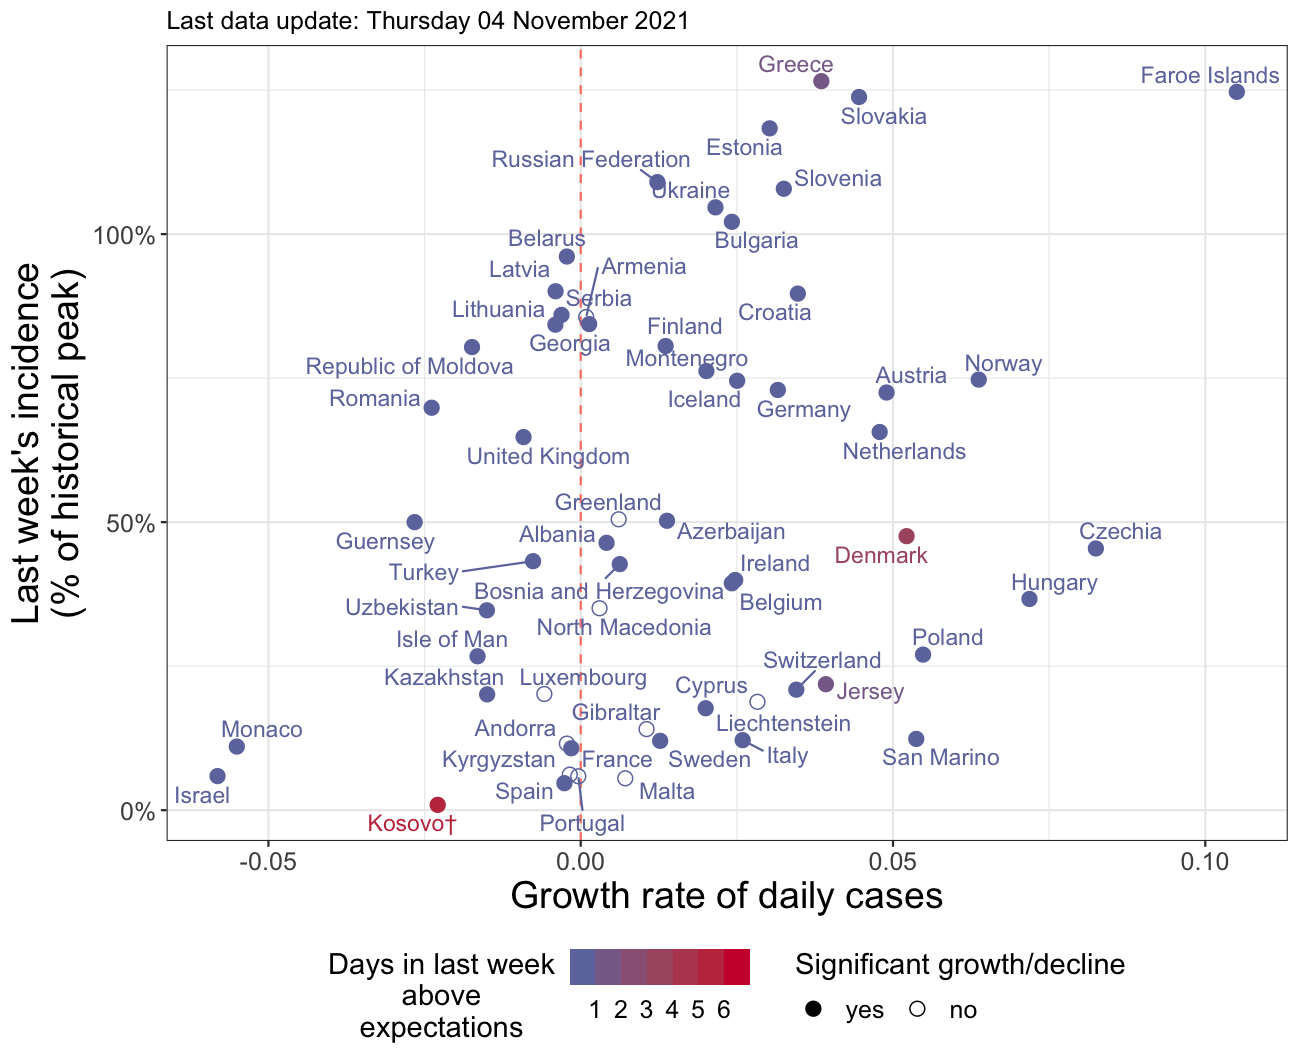 Last data update: Thursday 04 November 2021
Greece
Faroe Islands
Slovakia
Estonia
Russian Federation
Slovenia
Ukraine
100%
Belarus
Bulgaria
Latvia
Armenia
Serbia
Lithuania
Croatia
Finland
Georgia
Montenegro
Republic of Moldova
Norway
Austria
Romania
Iceland
Germany
Netherlands
United Kingdom
Greenland
50%
Azerbaijan
Czechia
Albania
Guernsey
Denmark
Turkey
Ireland
Hungary
Bosnia and Herzegovina
Belgium
Uzbekistan
North Macedonia
Isle of Man
Poland
Switzerland
Kazakhstan
Luxembourg
Cyprus
Jersey
Gibraltar
Liechtenstein
Monaco
Andorra
Kyrgyzstan
France
Sweden
Italy
San Marino
Israel
Spain
Malta
0%
Kosovo†
Portugal
Last week's incidence
(% of historical peak)
-0.05 0.00 0.05 0.10
Growth rate of daily cases
Days in last week
above
expectations
1 2 3 4 5 6
Significant growth/decline
yes no